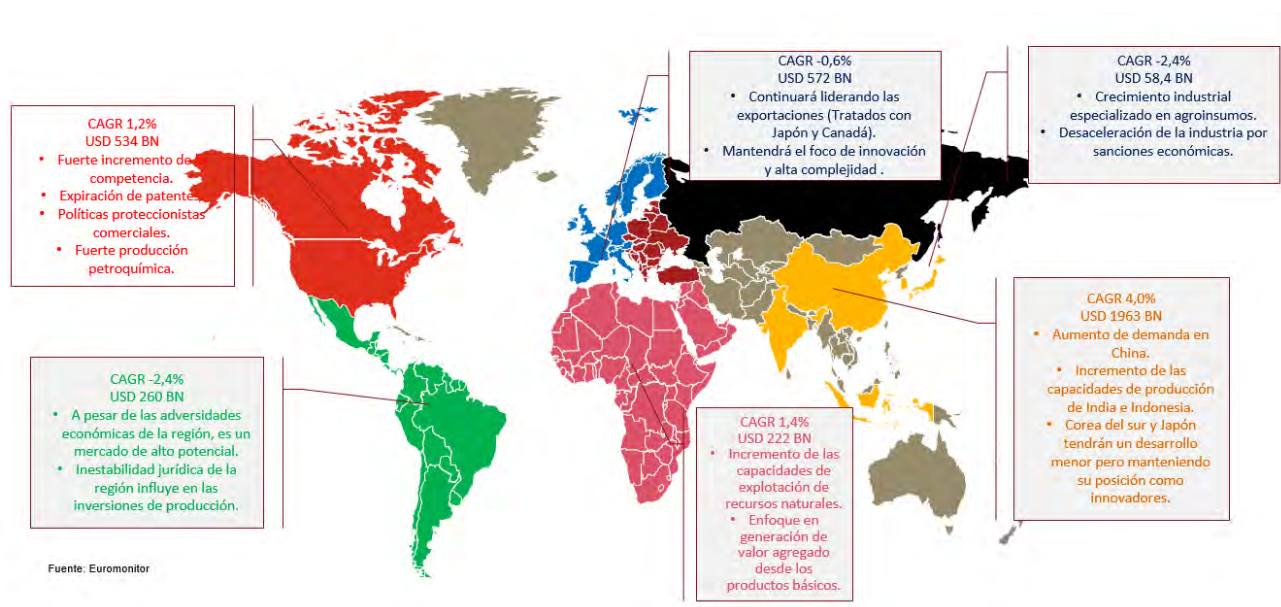 CAGR 1,2%
USD 534 BN
• Fuerte incremento de
competencia.
• Expiración de patente
• Políticas proteccionistas
comerciales.
• Fuerte producción
petroquímica.
CAGR -0,6%
USD 572 BN
• Continuará liderando las
exportaciones (Tratados con
Japón y Canadá).
• Mantendrá el foco de innovación
y alta complejidad .
CAGR -2,4%
USD 58,4 BN
• Crecimiento industrial
especializado en agroinsumos.
• Desaceleración de la industria por
sanciones económicas.
CAGR -2,4%
USD 260 BN
• A pesar de las adversidades
económicas de la región, es un
mercado de alto potencial.
• Inestabilidad jurídica de la
región influye en las
inversiones de producción.
CAGR 1,4%
USD 222 BN
• Incremento de las
capacidades de
explotación de
recursos naturales.
• Enfoque en
generación de
valor agregado
desde los
productos básicos.
CAGR 4,0%
USD 1963 BN
• Aumento de demanda en
China.
• Incremento de las
capacidades de producción
de India e Indonesia.
• Corea del sur y Japón
tendrán un desarrollo
menor pero manteniendo
su posición como
innovadores.
Fuente: Euromonitor